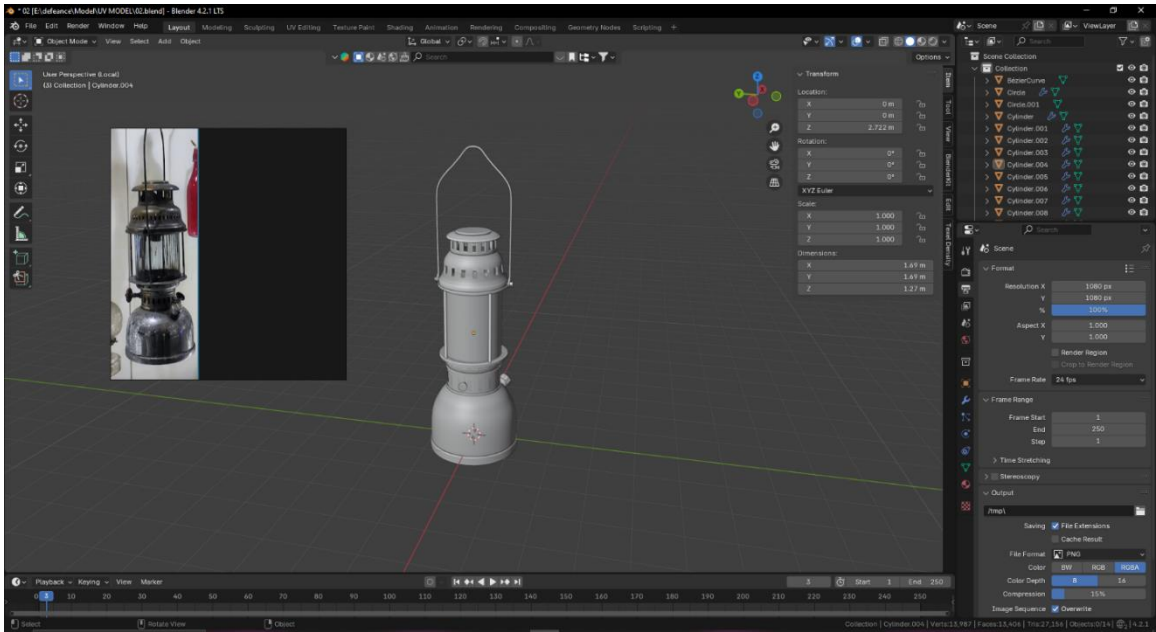 * 02 [E:\defeance\Model\UV MODEL\02.blend] - Blender 4.2.1 LTS
File Edit Render Window Help Layout Modeling Sculpting UV Editing Texture Paint Shading Animation Rendering Compositing Geometry Nodes Scripting + Scene ViewLayer
Object Mode View Select Add Object Global Search
Search Options
User Perspective (Local)
(3) Collection | Cylinder.004
Z
Y
X
Transform
Location:
X 0 m
Y 0 m
Z 2.722 m
Rotation:
X 0°
Y 0°
Z 0°
XYZ Euler
Scale:
X 1.000
Y 1.000
Z 1.000
Dimensions:
X 1.69 m
Y 1.69 m
Z 1.27 m
Item
Tool
View
BlenderKit
Edit
Texel Density
Scene Collection
Collection
BézierCurve
Circle
Circle.001
Cylinder
Cylinder.001
Cylinder.002
Cylinder.003
Cylinder.004
Cylinder.005
Cylinder.006
Cylinder.007
Cylinder.008
Search
Scene
Format
Resolution X 1080 px
Y 1080 px
% 100%
Aspect X 1.000
Y 1.000
Render Region
Crop to Render Region
Frame Rate 24 fps
Frame Range
Frame Start 1
End 250
Step 1
Time Stretching
Stereoscopy
Output
/tmp\
Saving File Extensions
Cache Result
File Format PNG
Color BW RGB RGBA
Color Depth 8 16
Compression 15%
Image Sequence Overwrite
Playback Keying View Marker 3 Start 1 End 250
0 3 10 20 30 40 50 60 70 80 90 100 110 120 130 140 150 160 170 180 190 200 210 220 230 240 250
Select Rotate View Object Collection | Cylinder.004 | Verts:13,987 | Faces:13,406 | Tris:27,156 | Objects:0/14 | 4.2.1